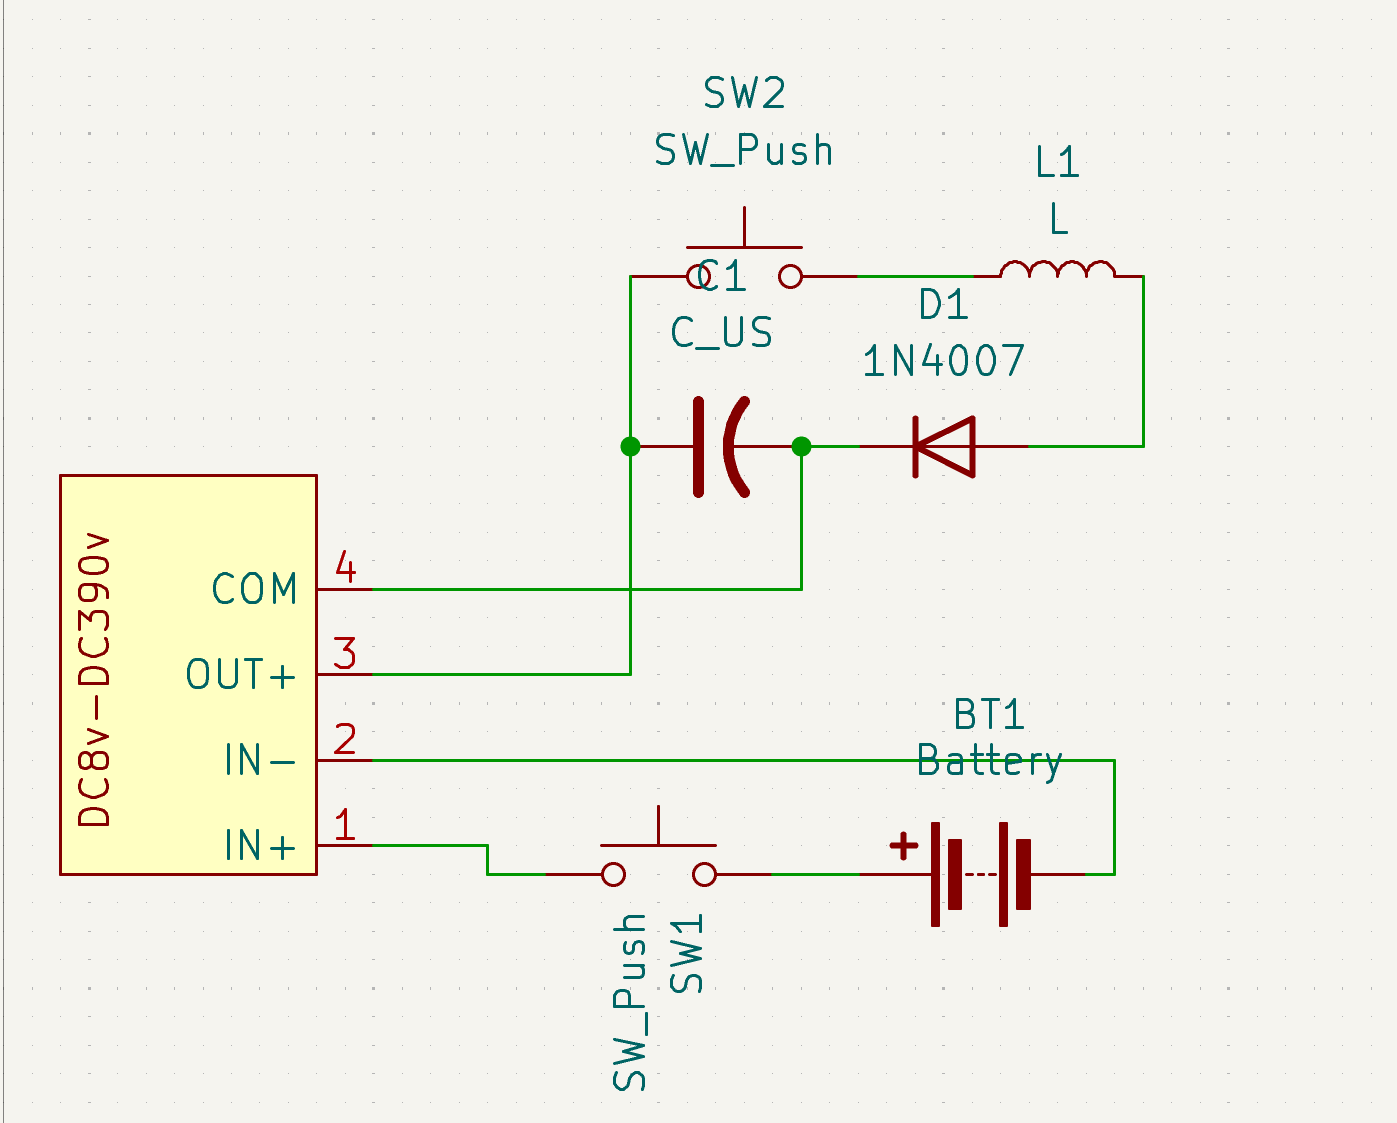 SW2
SW_Push
L1
L
C1
C_US
D1
1N4007
DC8v-DC390v
COM
4
OUT+
3
IN-
2
IN+
1
BT1
Battery
+
SW_Push
SW1